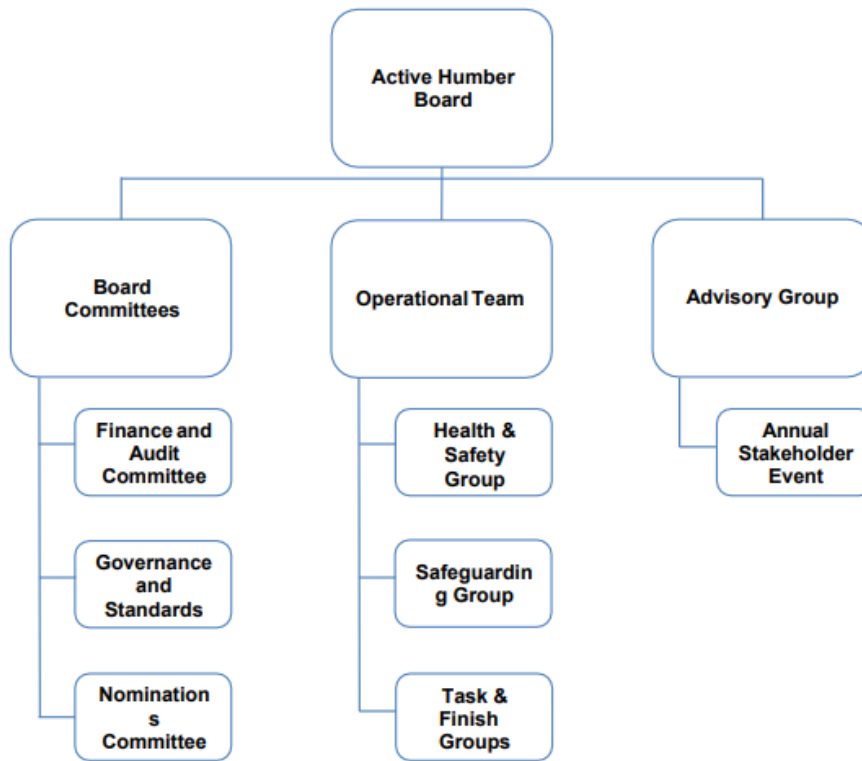 Active Humber
Board
Board
Committees
Operational Team
Advisory Group
Finance and
Audit
Committee
Governance
and
Standards
Nomination
s
Committee
Health &
Safety
Group
Safeguardin
g Group
Task &
Finish
Groups
Annual
Stakeholder
Event